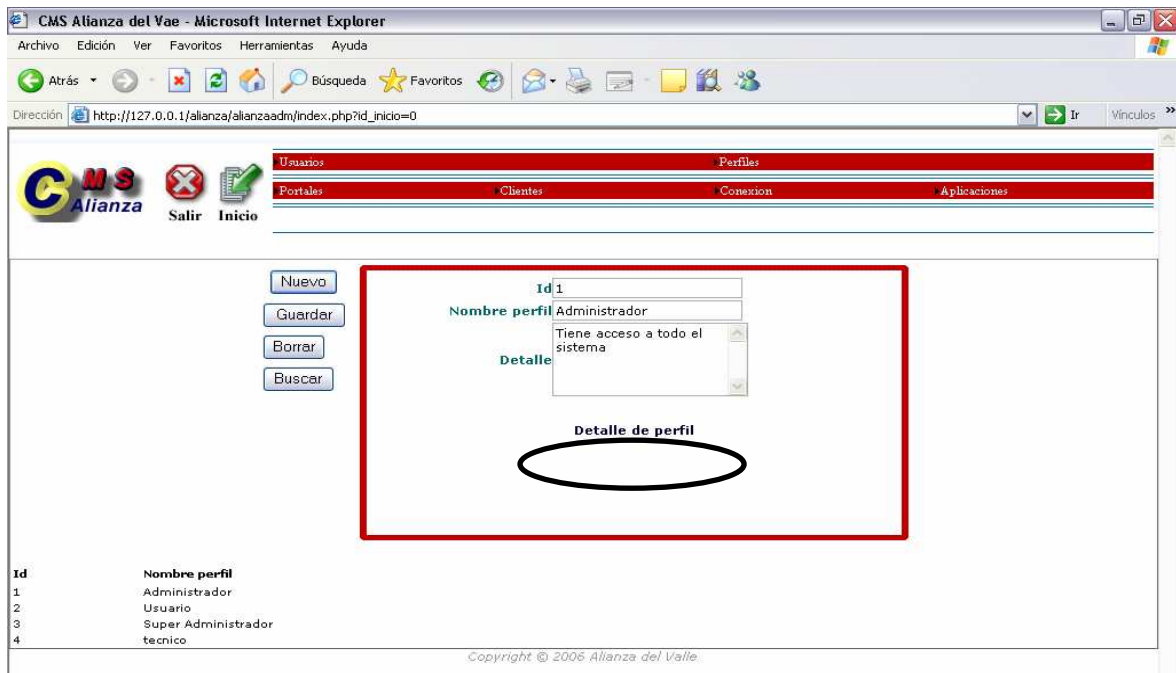 CMS Alianza del Vae - Microsoft Internet Explorer
Archivo Edición Ver Favoritos Herramientas Ayuda
Atrás Búsqueda Favoritos
Dirección http://127.0.0.1/alianza/alianzaadm/index.php?id_inicio=0 Ir Vínculos »
CMS
Alianza
Salir Inicio
Usuarios Perfiles
Portales Clientes Conexion Aplicaciones
Nuevo
Guardar
Borrar
Buscar
Id 1
Nombre perfil Administrador
Detalle Tiene acceso a todo el
sistema
Detalle de perfil
Id Nombre perfil
1 Administrador
2 Usuario
3 Super Administrador
4 tecnico
Copyright © 2006 Alianza del Valle